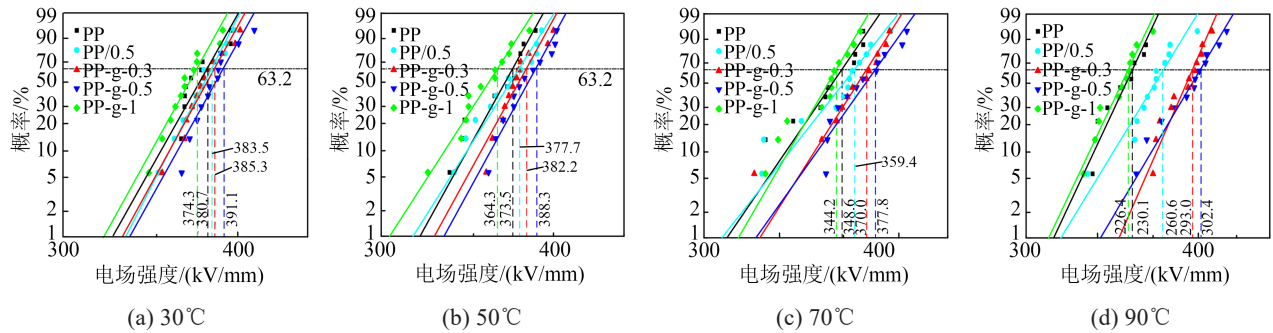 99
90
70
50
30
20
10
5
2
1
概率/%
PP
PP/0.5
PP-g-0.3
PP-g-0.5
PP-g-1
63.2
383.5
385.3
374.3
380.7
391.1
300
400
电场强度/(kV/mm)
(a) 30℃
99
90
70
50
30
20
10
5
2
1
概率/%
PP
PP/0.5
PP-g-0.3
PP-g-0.5
PP-g-1
63.2
377.7
382.2
364.3
373.5
388.3
300
400
电场强度/(kV/mm)
(b) 50℃
99
90
70
50
30
20
10
5
2
1
概率/%
PP
PP/0.5
PP-g-0.3
PP-g-0.5
PP-g-1
359.4
344.2
348.6
370.0
377.8
300
400
电场强度/(kV/mm)
(c) 70℃
99
90
70
50
30
20
10
5
2
1
概率/%
PP
PP/0.5
PP-g-0.3
PP-g-0.5
PP-g-1
226.4
230.1
260.6
293.0
302.4
300
400
电场强度/(kV/mm)
(d) 90℃